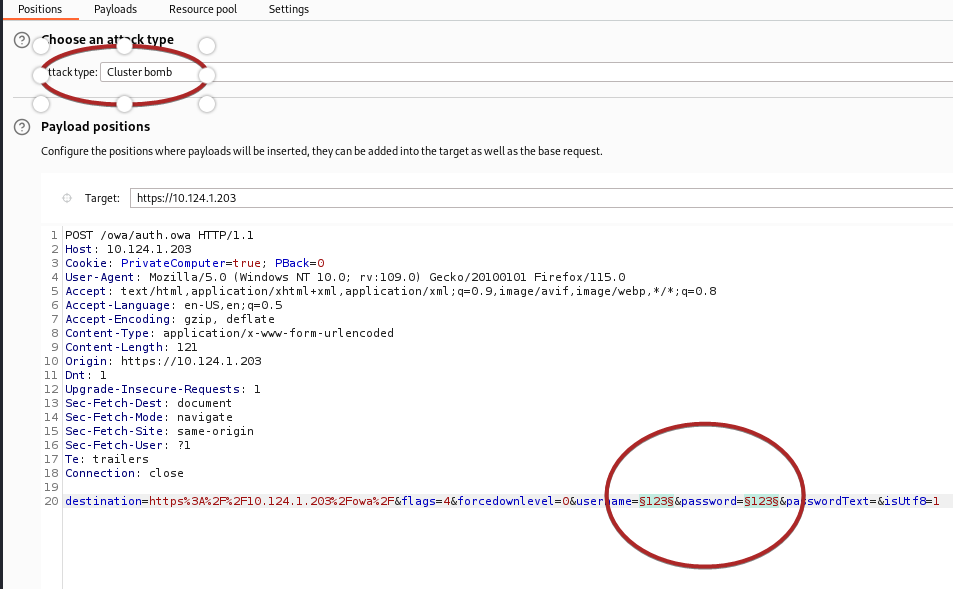 Positions Payloads Resource pool Settings
? Choose an attack type
ttack type: Cluster bomb
? Payload positions
Configure the positions where payloads will be inserted, they can be added into the target as well as the base request.
Target: https://10.124.1.203
1 POST /owa/auth.owa HTTP/1.1
2 Host: 10.124.1.203
3 Cookie: PrivateComputer=true; PBack=0
4 User-Agent: Mozilla/5.0 (Windows NT 10.0; rv:109.0) Gecko/20100101 Firefox/115.0
5 Accept: text/html,application/xhtml+xml,application/xml;q=0.9,image/avif,image/webp,*/*;q=0.8
6 Accept-Language: en-US,en;q=0.5
7 Accept-Encoding: gzip, deflate
8 Content-Type: application/x-www-form-urlencoded
9 Content-Length: 121
10 Origin: https://10.124.1.203
11 Dnt: 1
12 Upgrade-Insecure-Requests: 1
13 Sec-Fetch-Dest: document
14 Sec-Fetch-Mode: navigate
15 Sec-Fetch-Site: same-origin
16 Sec-Fetch-User: ?1
17 Te: trailers
18 Connection: close
19
20 destination=https%3A%2F%2F10.124.1.203%2Fowa%2F&flags=4&forcedownlevel=0&username=§123§&password=§123§&passwordText=&isUtf8=1